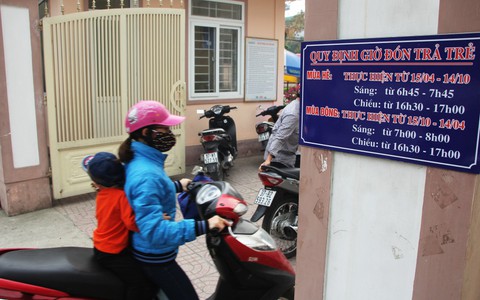 QUY ĐỊNH GIỜ ĐÓN TRẢ TRẺ
MÙA HÈ: THỰC HIỆN TỪ 15/04 - 14/10
Sáng: từ 6h45 - 7h45
Chiều: từ 16h30 - 17h00
MÙA ĐÔNG: THỰC HIỆN TỪ 15/10 - 14/04
Sáng: từ 7h00 - 8h00
Chiều: từ 16h30 - 17h00